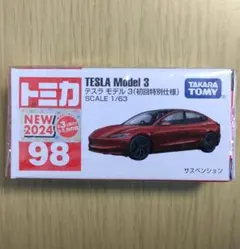 トミカ
TESLA Model 3
テスラ モデル 3(初回特別仕様)
SCALE 1/63
TAKARA
TOMY
NEW!
2024
98
サスペンション